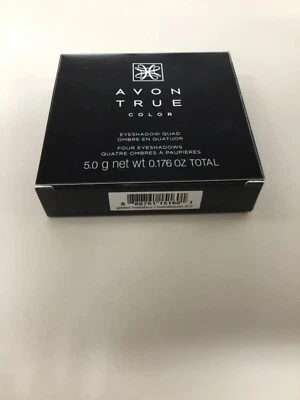 AVON
TRUE
COLOR
EYESHADOW QUAD
OMBRE EN QUATUOR
FOUR EYESHADOWS
QUATRE OMBRES À PAUPIÈRES
5.0 g net wt 0.176 OZ TOTAL